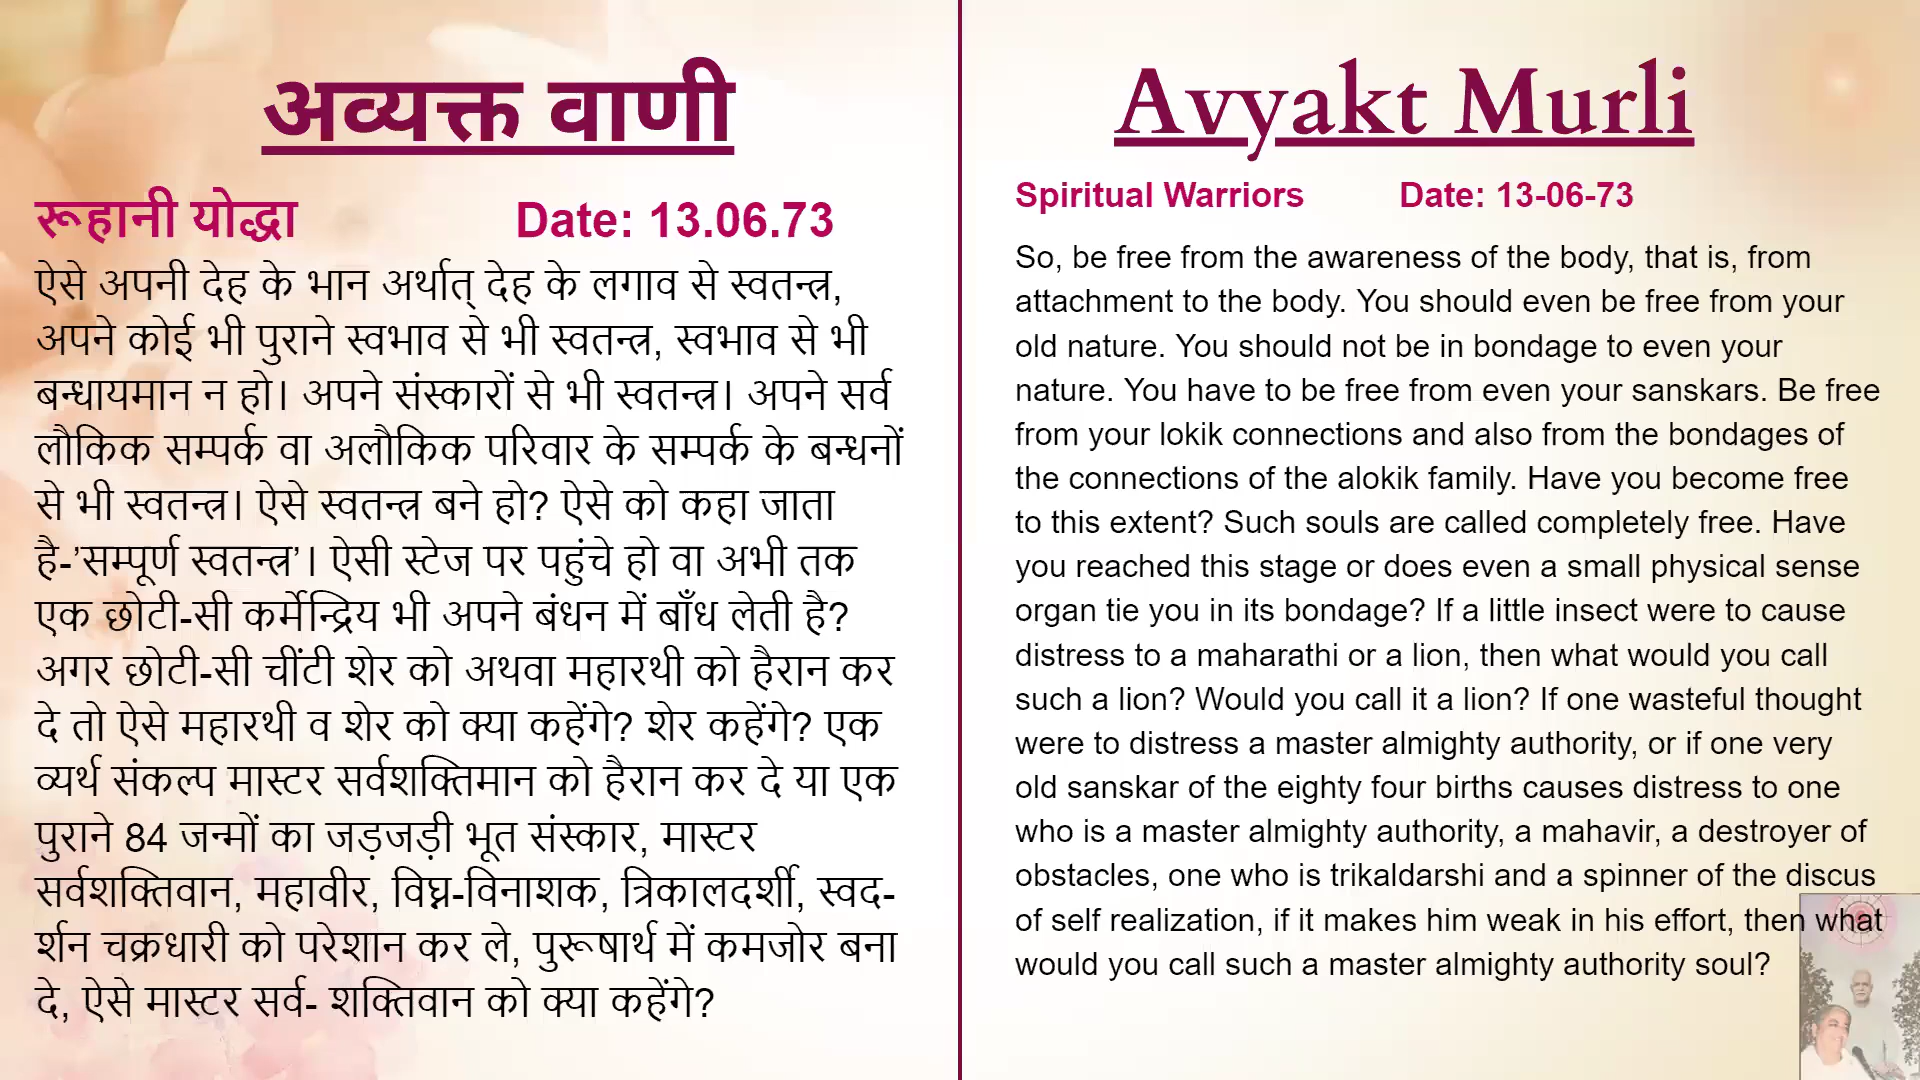 अव्यक्त वाणी
रूहानी योद्धा Date: 13.06.73
ऐसे अपनी देह के भान अर्थात् देह के लगाव से स्वतन्त्र,
अपने कोई भी पुराने स्वभाव से भी स्वतन्त्र, स्वभाव से भी
बन्धायमान न हो। अपने संस्कारों से भी स्वतन्त्र। अपने सर्व
लौकिक सम्पर्क वा अलौकिक परिवार के सम्पर्क के बन्धनों
से भी स्वतन्त्र। ऐसे स्वतन्त्र बने हो? ऐसे को कहा जाता
है-’सम्पूर्ण स्वतन्त्र’। ऐसी स्टेज पर पहुंचे हो वा अभी तक
एक छोटी-सी कर्मेन्द्रिय भी अपने बंधन में बाँध लेती है?
अगर छोटी-सी चींटी शेर को अथवा महारथी को हैरान कर
दे तो ऐसे महारथी व शेर को क्या कहेंगे? शेर कहेंगे? एक
व्यर्थ संकल्प मास्टर सर्वशक्तिमान को हैरान कर दे या एक
पुराने 84 जन्मों का जड़जड़ी भूत संस्कार, मास्टर
सर्वशक्तिवान, महावीर, विघ्न-विनाशक, त्रिकालदर्शी, स्वद-
र्शन चक्रधारी को परेशान कर ले, पुरूषार्थ में कमजोर बना
दे, ऐसे मास्टर सर्व- शक्तिवान को क्या कहेंगे?
Avyakt Murli
Spiritual Warriors Date: 13-06-73
So, be free from the awareness of the body, that is, from
attachment to the body. You should even be free from your
old nature. You should not be in bondage to even your
nature. You have to be free from even your sanskars. Be free
from your lokik connections and also from the bondages of
the connections of the alokik family. Have you become free
to this extent? Such souls are called completely free. Have
you reached this stage or does even a small physical sense
organ tie you in its bondage? If a little insect were to cause
distress to a maharathi or a lion, then what would you call
such a lion? Would you call it a lion? If one wasteful thought
were to distress a master almighty authority, or if one very
old sanskar of the eighty four births causes distress to one
who is a master almighty authority, a mahavir, a destroyer of
obstacles, one who is trikaldarshi and a spinner of the discus
of self realization, if it makes him weak in his effort, then what
would you call such a master almighty authority soul?